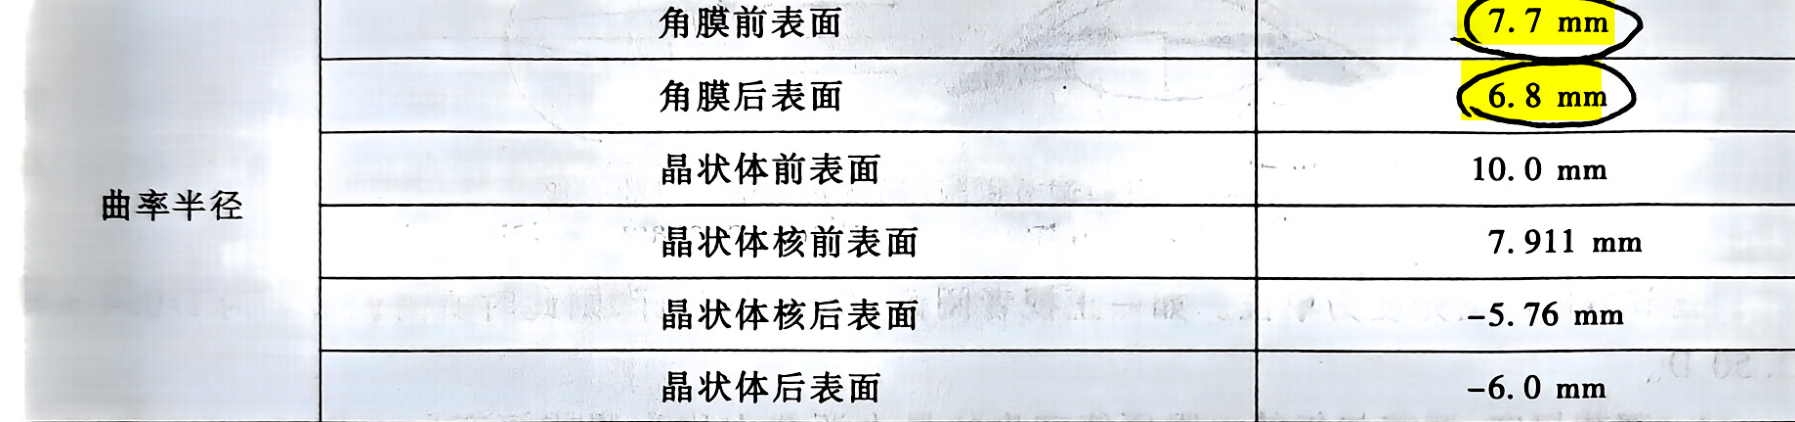 角膜前表面 7.7 mm
角膜后表面 6.8 mm
晶状体前表面 10.0 mm
曲率半径
晶状体核前表面 7.911 mm
晶状体核后表面 -5.76 mm
晶状体后表面 -6.0 mm